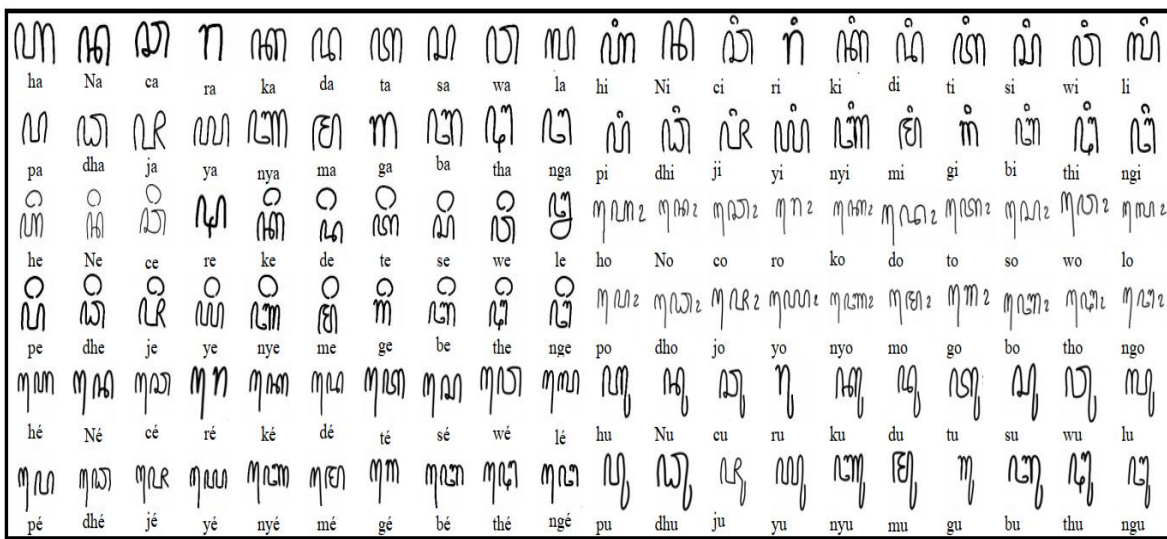 ꦲ ꦤ ꦕ ꦫ ꦏ ꦢ ꦠ ꦱ ꦮ ꦭ ꦲꦶ ꦤꦶ ꦕꦶ ꦫꦶ ꦏꦶ ꦢꦶ ꦠꦶ ꦱꦶ ꦮꦶ ꦭꦶ
ha Na ca ra ka da ta sa wa la hi Ni ci ri ki di ti si wi li
ꦥ ꦝ ꦗ ꦪ ꦚ ꦩ ꦒ ꦧ ꦛ ꦔ ꦥꦶ ꦝꦶ ꦗꦶ ꦪꦶ ꦚꦶ ꦩꦶ ꦒꦶ ꦧꦶ ꦛꦶ ꦔꦶ
pa dha ja ya nya ma ga ba tha nga pi dhi ji yi nyi mi gi bi thi ngi
ꦲꦼ ꦤꦼ ꦕꦼ ꦉ ꦏꦼ ꦢꦼ ꦠꦼ ꦱꦼ ꦮꦼ ꦊ ꦲꦺꦴ ꦤꦺꦴ ꦕꦺꦴ ꦫꦺꦴ ꦏꦺꦴ ꦢꦺꦴ ꦠꦺꦴ ꦱꦺꦴ ꦮꦺꦴ ꦭꦺꦴ
he Ne ce re ke de te se we le ho No co ro ko do to so wo lo
ꦥꦼ ꦝꦼ ꦗꦼ ꦪꦼ ꦚꦼ ꦩꦼ ꦒꦼ ꦧꦼ ꦛꦼ ꦔꦼ ꦥꦺꦴ ꦝꦺꦴ ꦗꦺꦴ ꦪꦺꦴ ꦚꦺꦴ ꦩꦺꦴ ꦒꦺꦴ ꦧꦺꦴ ꦛꦺꦴ ꦔꦺꦴ
pe dhe je ye nye me ge be the nge po dho jo yo nyo mo go bo tho ngo
ꦲꦺ ꦤꦺ ꦕꦺ ꦫꦺ ꦏꦺ ꦢꦺ ꦠꦺ ꦱꦺ ꦮꦺ ꦭꦺ ꦲꦸ ꦤꦸ ꦕꦸ ꦫꦸ ꦏꦸ ꦢꦸ ꦠꦸ ꦱꦸ ꦮꦸ ꦭꦸ
hé Né cé ré ké dé té sé wé lé hu Nu cu ru ku du tu su wu lu
ꦥꦺ ꦝꦺ ꦗꦺ ꦪꦺ ꦚꦺ ꦩꦺ ꦒꦺ ꦧꦺ ꦛꦺ ꦔꦺ ꦥꦸ ꦝꦸ ꦗꦸ ꦪꦸ ꦚꦸ ꦩꦸ ꦒꦸ ꦧꦸ ꦛꦸ ꦔꦸ
pé dhé jé yé nyé mé gé bé thé ngé pu dhu ju yu nyu mu gu bu thu ngu